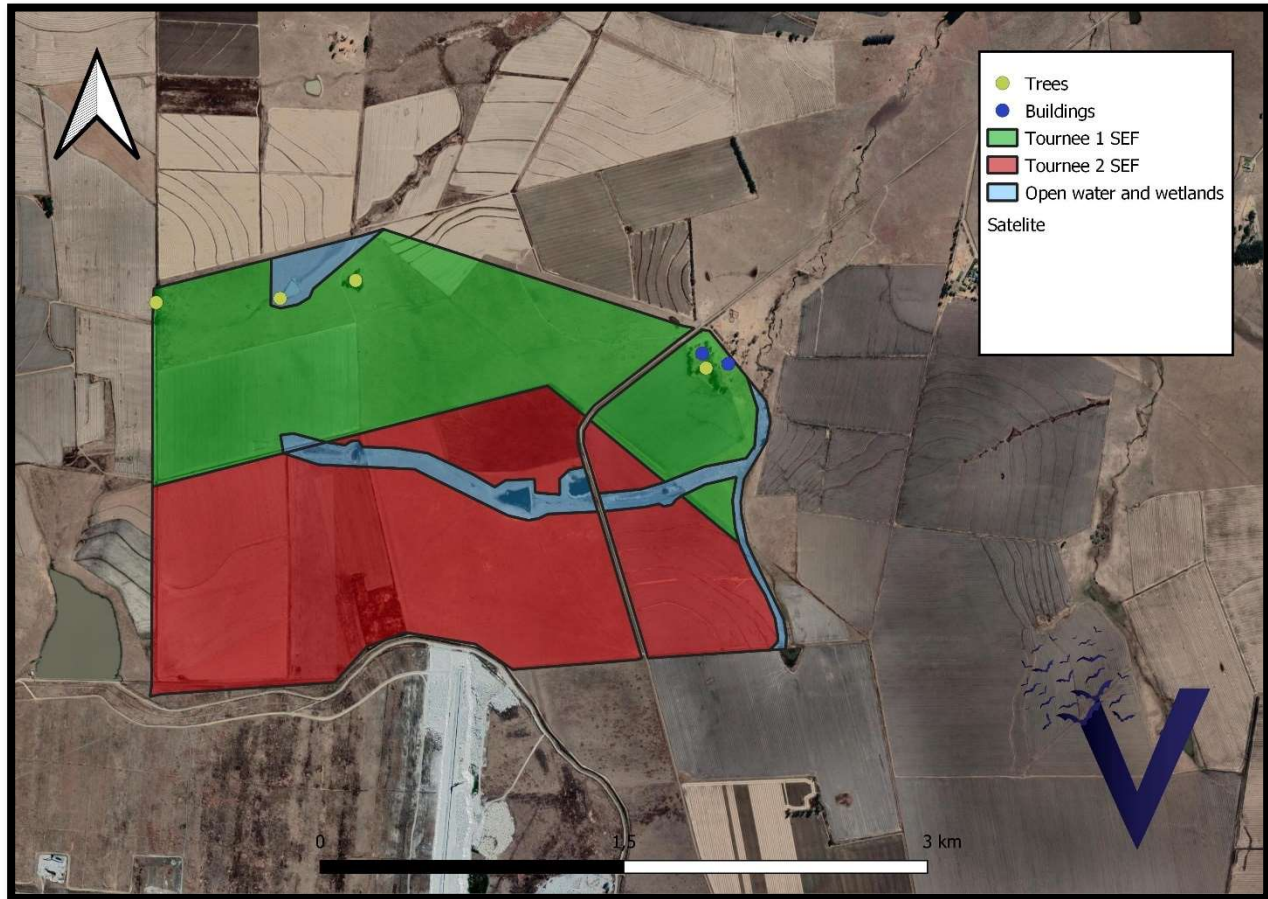 Trees
Buildings
Tournee 1 SEF
Tournee 2 SEF
Open water and wetlands
Satelite
0 1,5 3 km
V